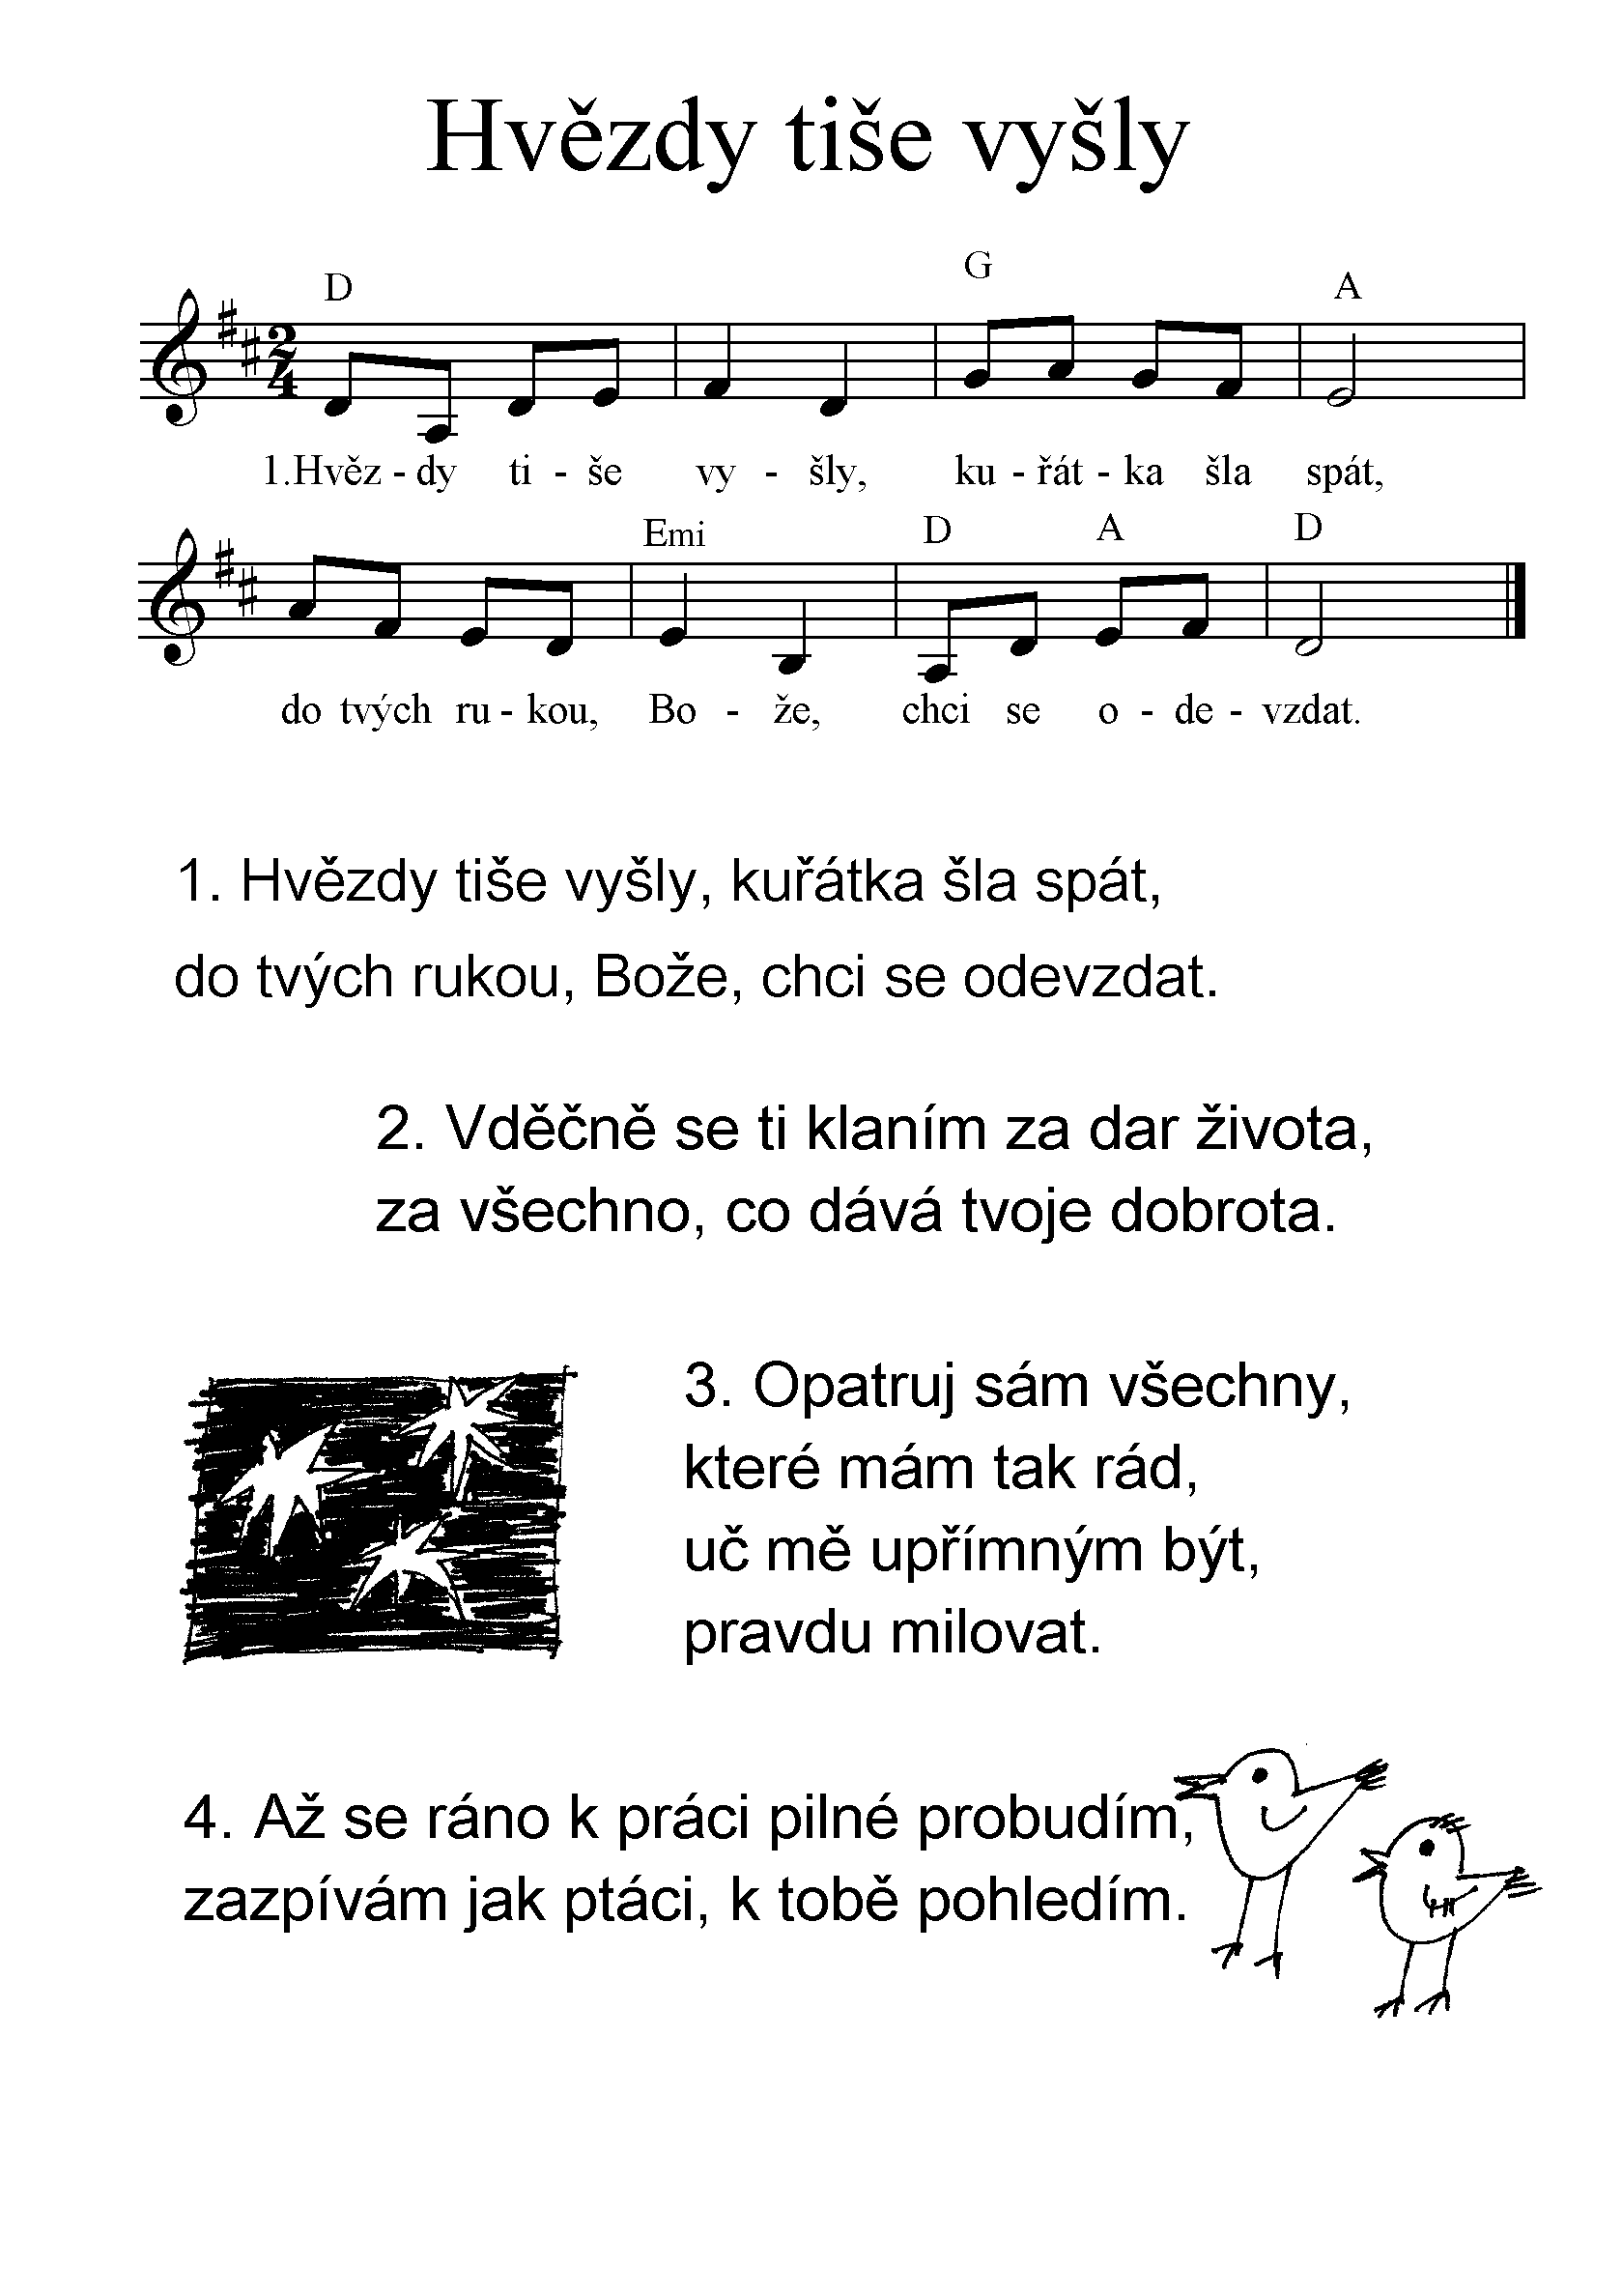 Hvězdy tiše vyšly
D G A
2
4
1.Hvěz - dy ti - še vy - šly, ku - řát - ka šla spát,
Emi D A D
do tvých ru - kou, Bo - že, chci se o - de - vzdat.
1. Hvězdy tiše vyšly, kuřátka šla spát,
do tvých rukou, Bože, chci se odevzdat.
2. Vděčně se ti klaním za dar života,
za všechno, co dává tvoje dobrota.
3. Opatruj sám všechny,
které mám tak rád,
uč mě upřímným být,
pravdu milovat.
4. Až se ráno k práci pilné probudím,
zazpívám jak ptáci, k tobě pohledím.